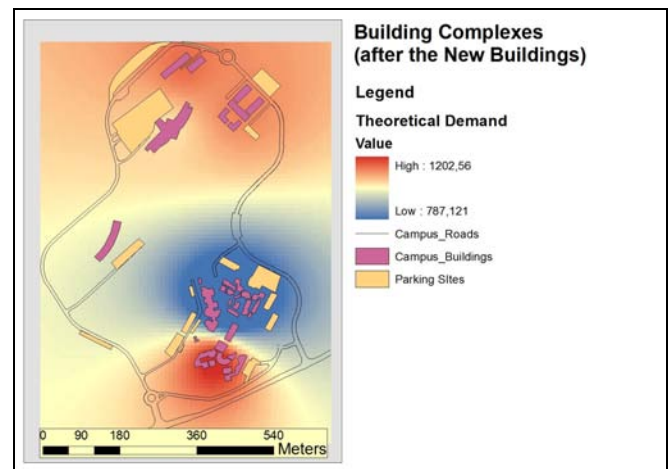 Building Complexes
(after the New Buildings)
Legend
Theoretical Demand
Value
High : 1202,56
Low : 787,121
Campus_Roads
Campus_Buildings
Parking SItes
0 90 180 360 540
Meters